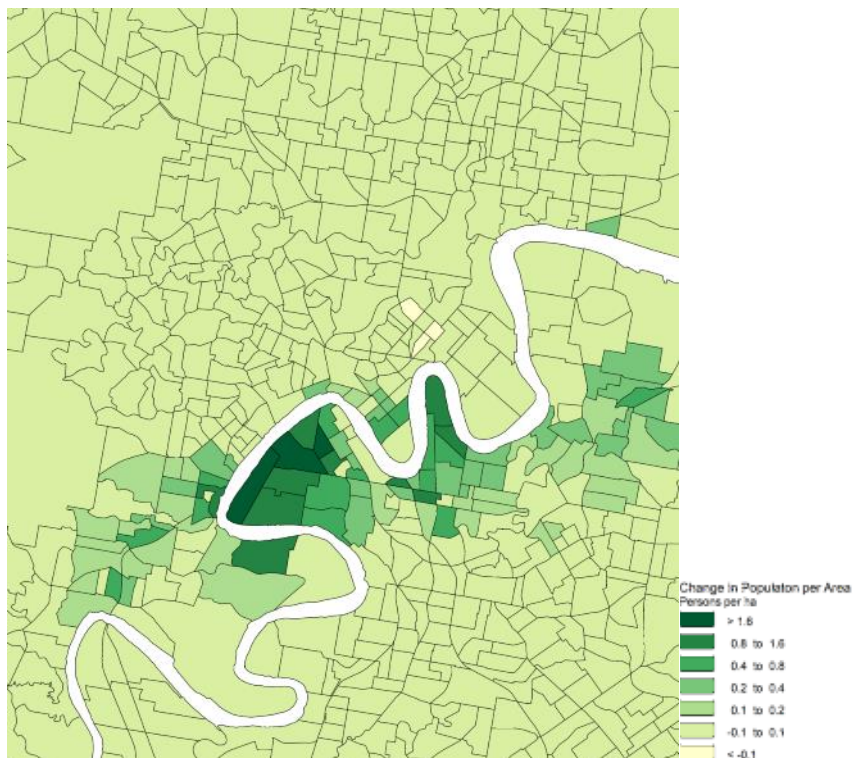 Change In Populaton per Area
Persons per ha
> 1.6
0.8 to 1.6
0.4 to 0.8
0.2 to 0.4
0.1 to 0.2
-0.1 to 0.1
< -0.1